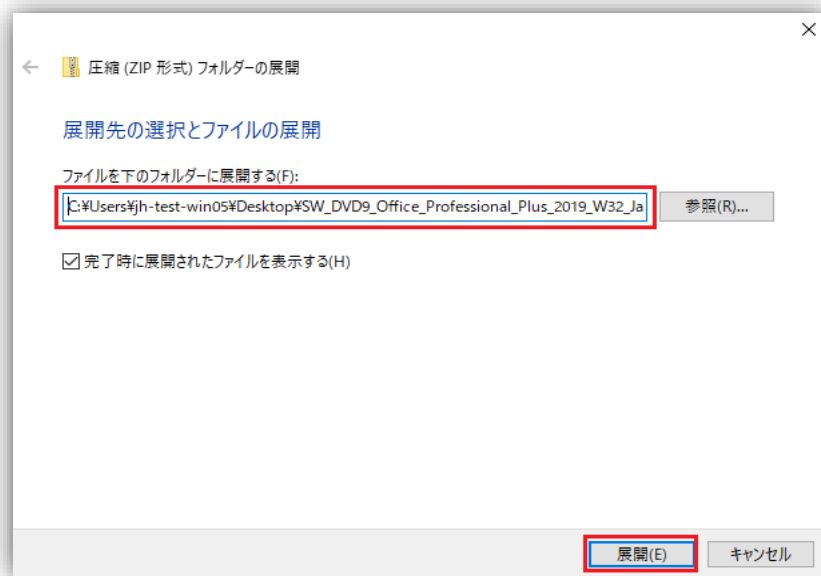 圧縮 (ZIP 形式) フォルダーの展開
展開先の選択とファイルの展開
ファイルを下のフォルダーに展開する(F):
C:¥Users¥jh-test-win05¥Desktop¥SW_DVD9_Office_Professional_Plus_2019_W32_Ja
参照(R)...
完了時に展開されたファイルを表示する(H)
展開(E)
キャンセル